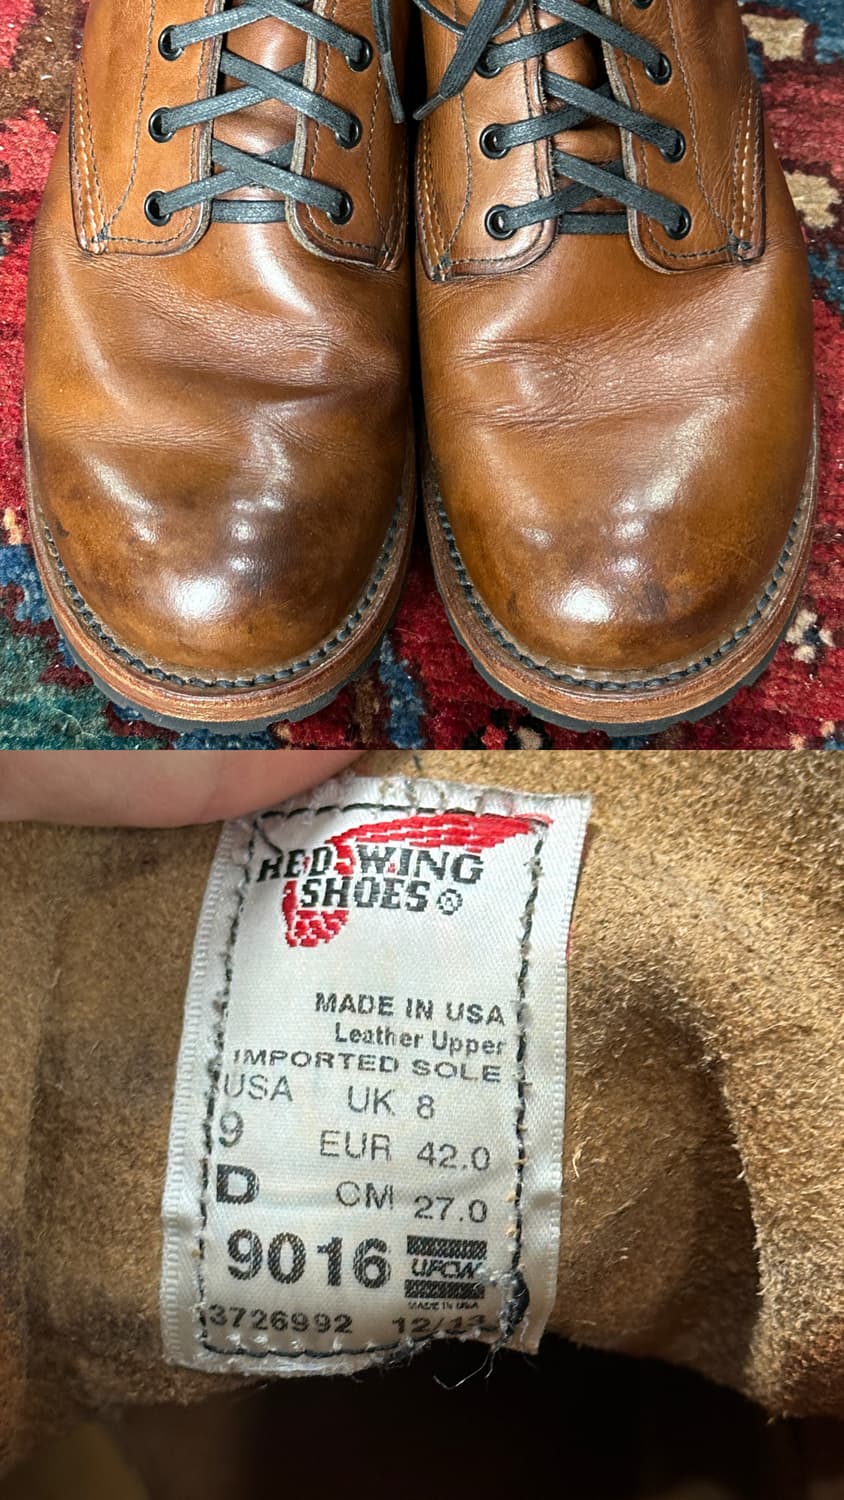 RED WING
SHOES®
MADE IN USA
Leather Upper
IMPORTED SOLE
USA UK 8
9 EUR 42.0
D CM 27.0
9016 UFCW
MADE IN USA
3726992 12/13